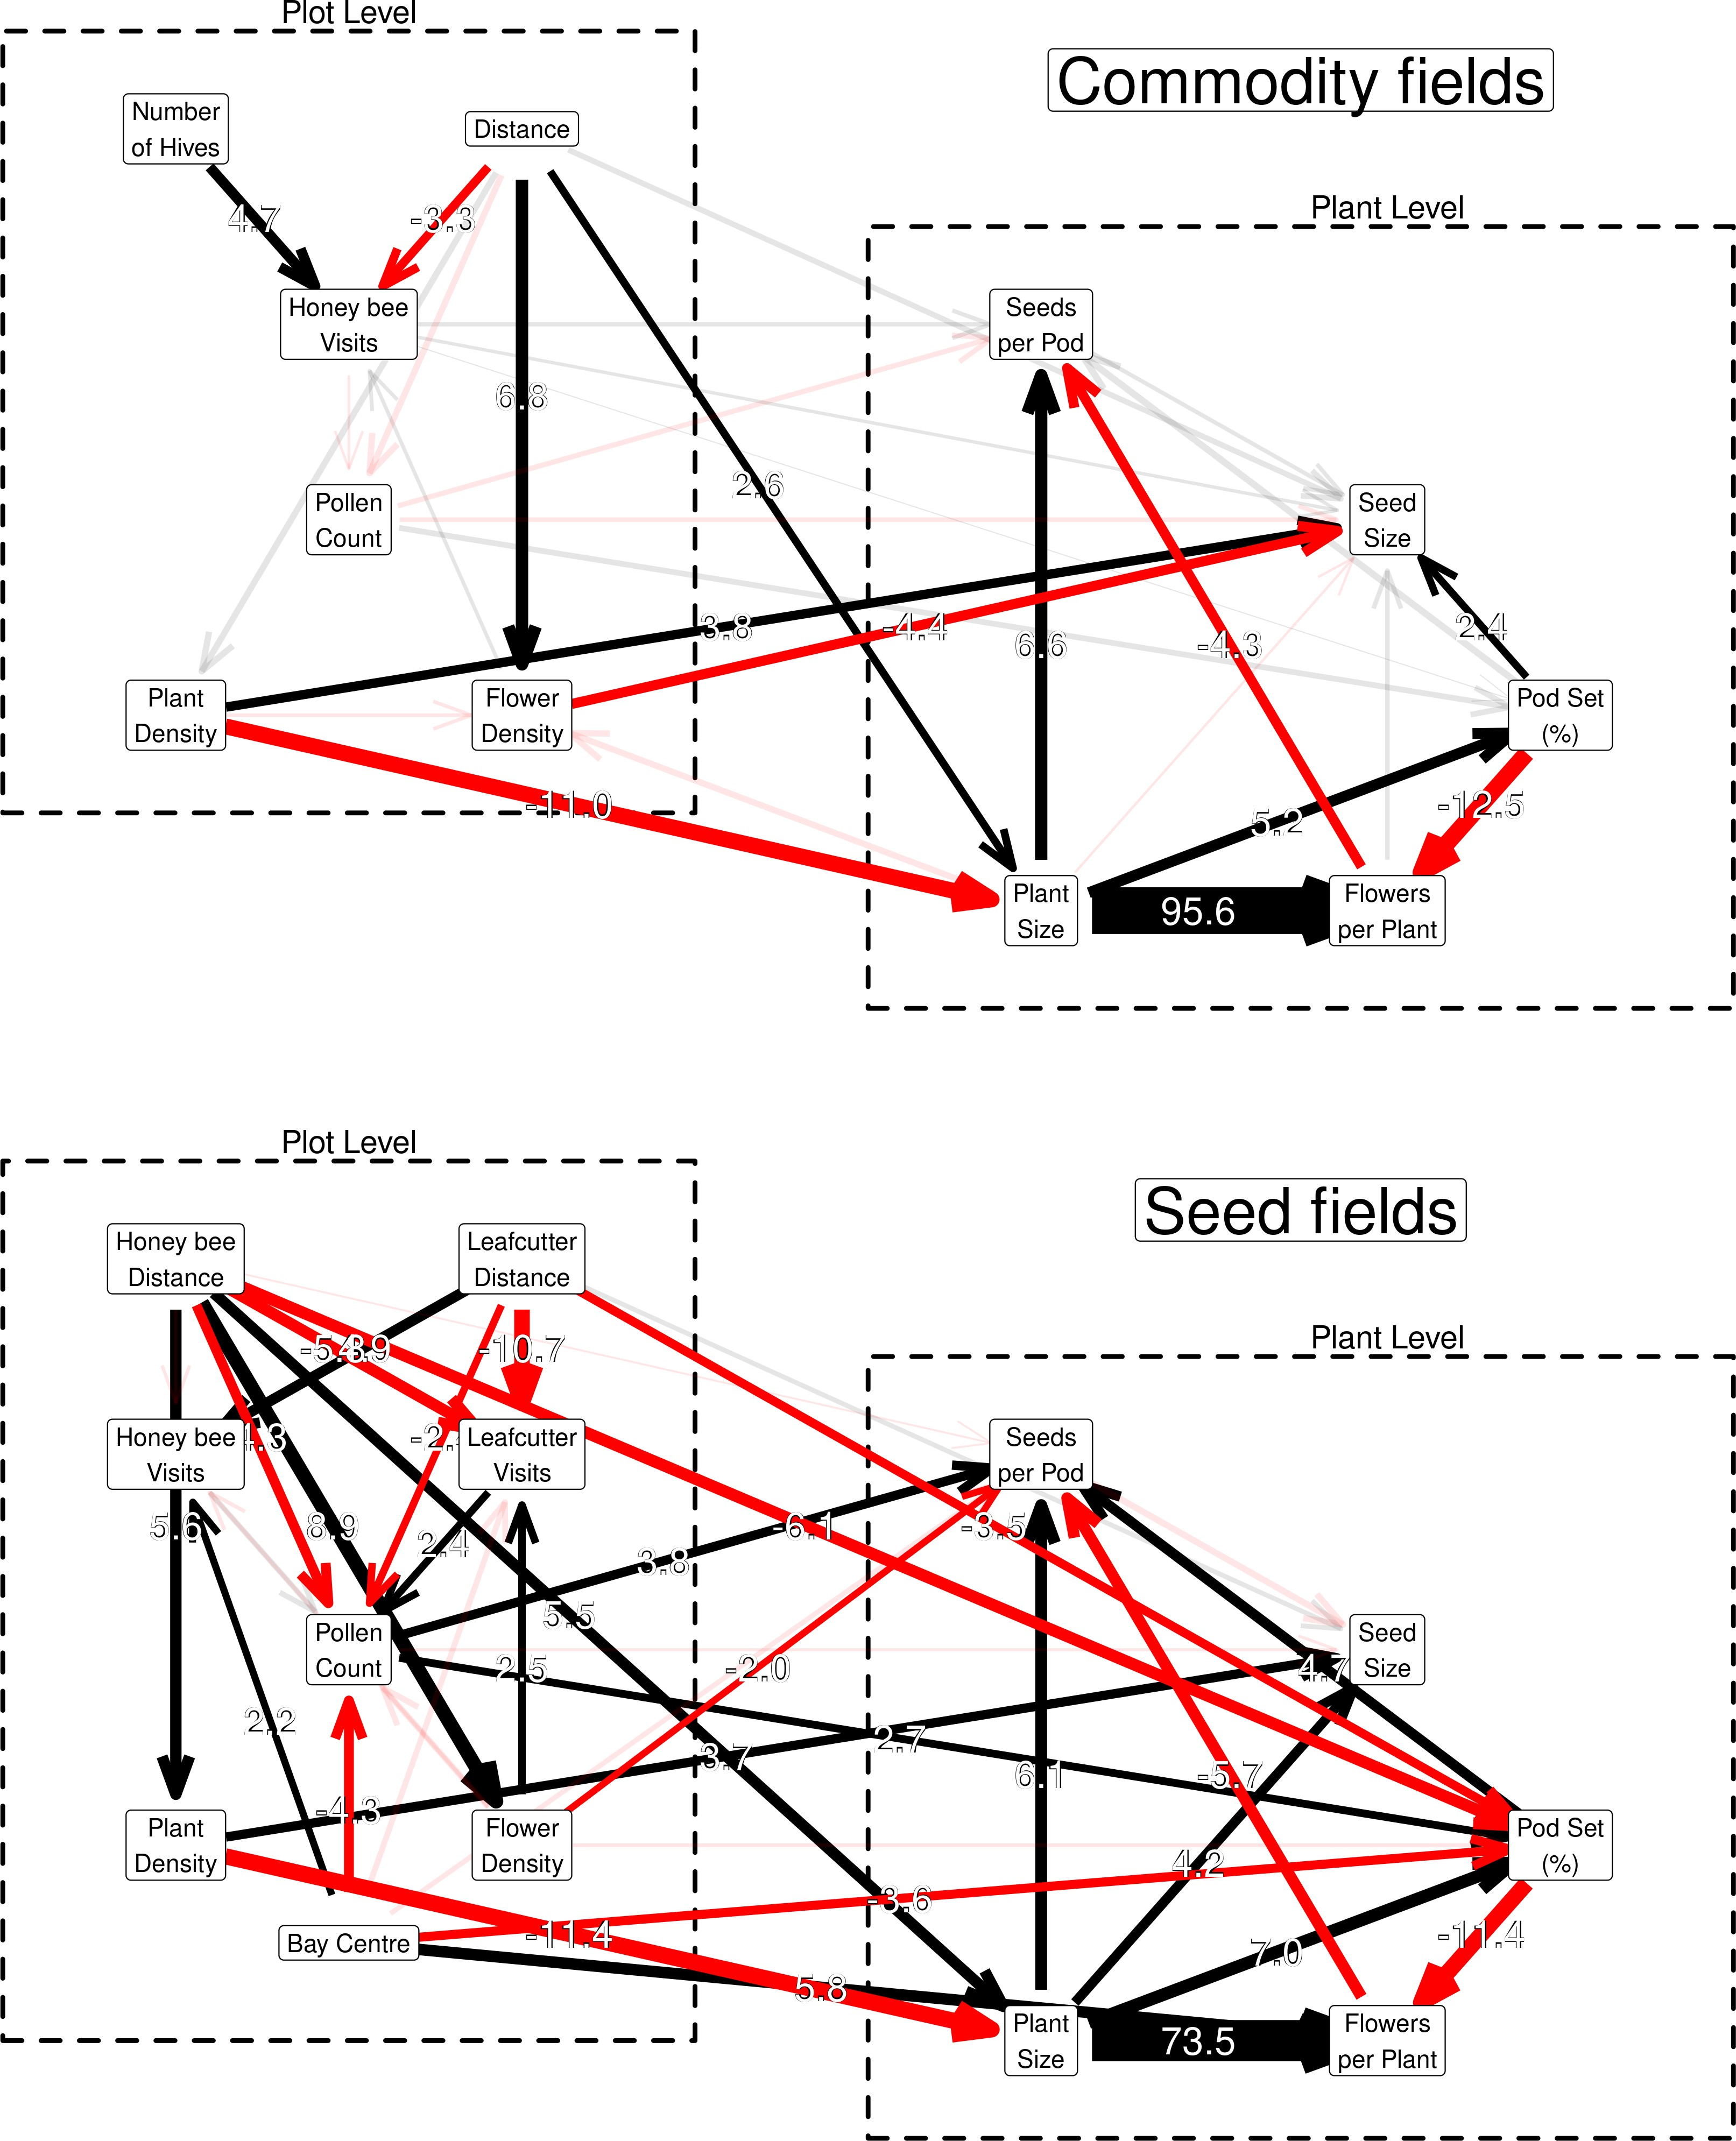 Plot Level
Commodity fields
Number
of Hives
Distance
Plant Level
4.7
-3.3
Honey bee
Visits
Seeds
per Pod
6.8
2.6
Pollen
Count
Seed
Size
3.8
-4.4
6.6
-4.3
2.4
Plant
Density
Flower
Density
Pod Set
(%)
-11.0
5.2
-12.5
Plant
Size
95.6
Flowers
per Plant
Plot Level
Seed fields
Honey bee
Distance
Leafcutter
Distance
Plant Level
-10.7
Honey bee
Visits
Leafcutter
Visits
Seeds
per Pod
5.6
8.9
2.4
-6.1
-3.5
3.8
5.5
Pollen
Count
2.5
-2.0
4.7
Seed
Size
2.2
3.7
2.7
6.1
-5.7
-4.3
Plant
Density
Flower
Density
Pod Set
(%)
4.2
-3.6
Bay Centre
-11.4
7.0
-11.4
5.8
Plant
Size
73.5
Flowers
per Plant